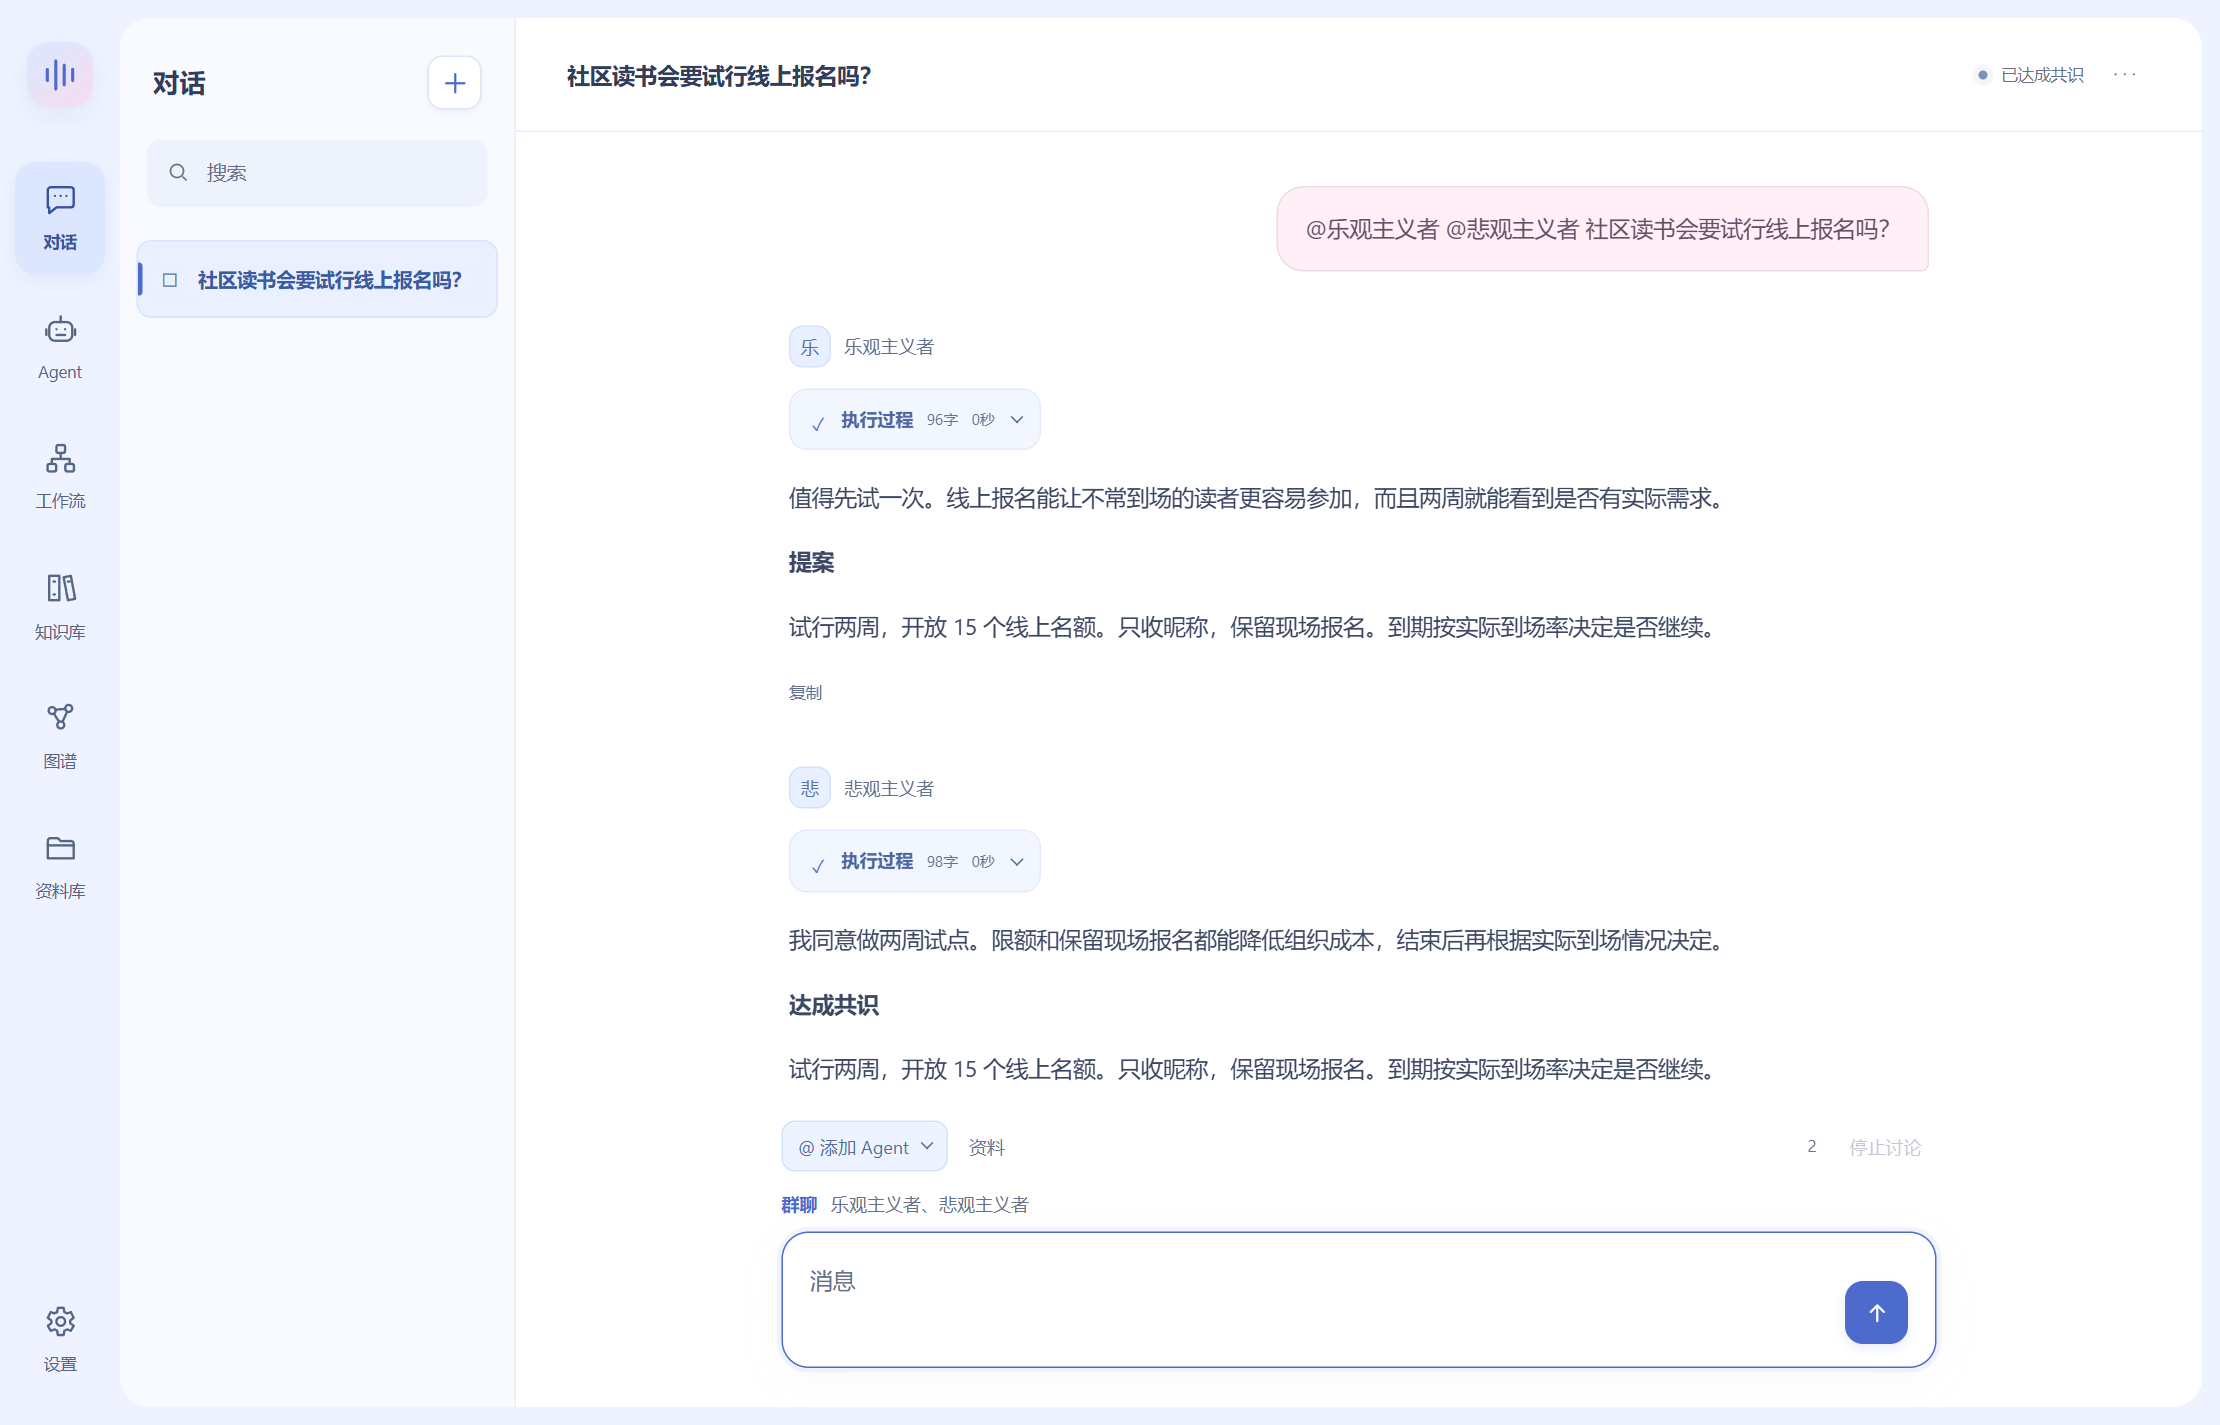 对话
搜索
社区读书会要试行线上报名吗？
对话
Agent
工作流
知识库
图谱
资料库
设置
社区读书会要试行线上报名吗？
已达成共识
@乐观主义者 @悲观主义者 社区读书会要试行线上报名吗？
乐 乐观主义者
执行过程 96字 0秒
值得先试一次。线上报名能让不常到场的读者更容易参加，而且两周就能看到是否有实际需求。
提案
试行两周，开放 15 个线上名额。只收昵称，保留现场报名。到期按实际到场率决定是否继续。
复制
悲 悲观主义者
执行过程 98字 0秒
我同意做两周试点。限额和保留现场报名都能降低组织成本，结束后再根据实际到场情况决定。
达成共识
试行两周，开放 15 个线上名额。只收昵称，保留现场报名。到期按实际到场率决定是否继续。
@ 添加 Agent 资料 2 停止讨论
群聊 乐观主义者、悲观主义者
消息